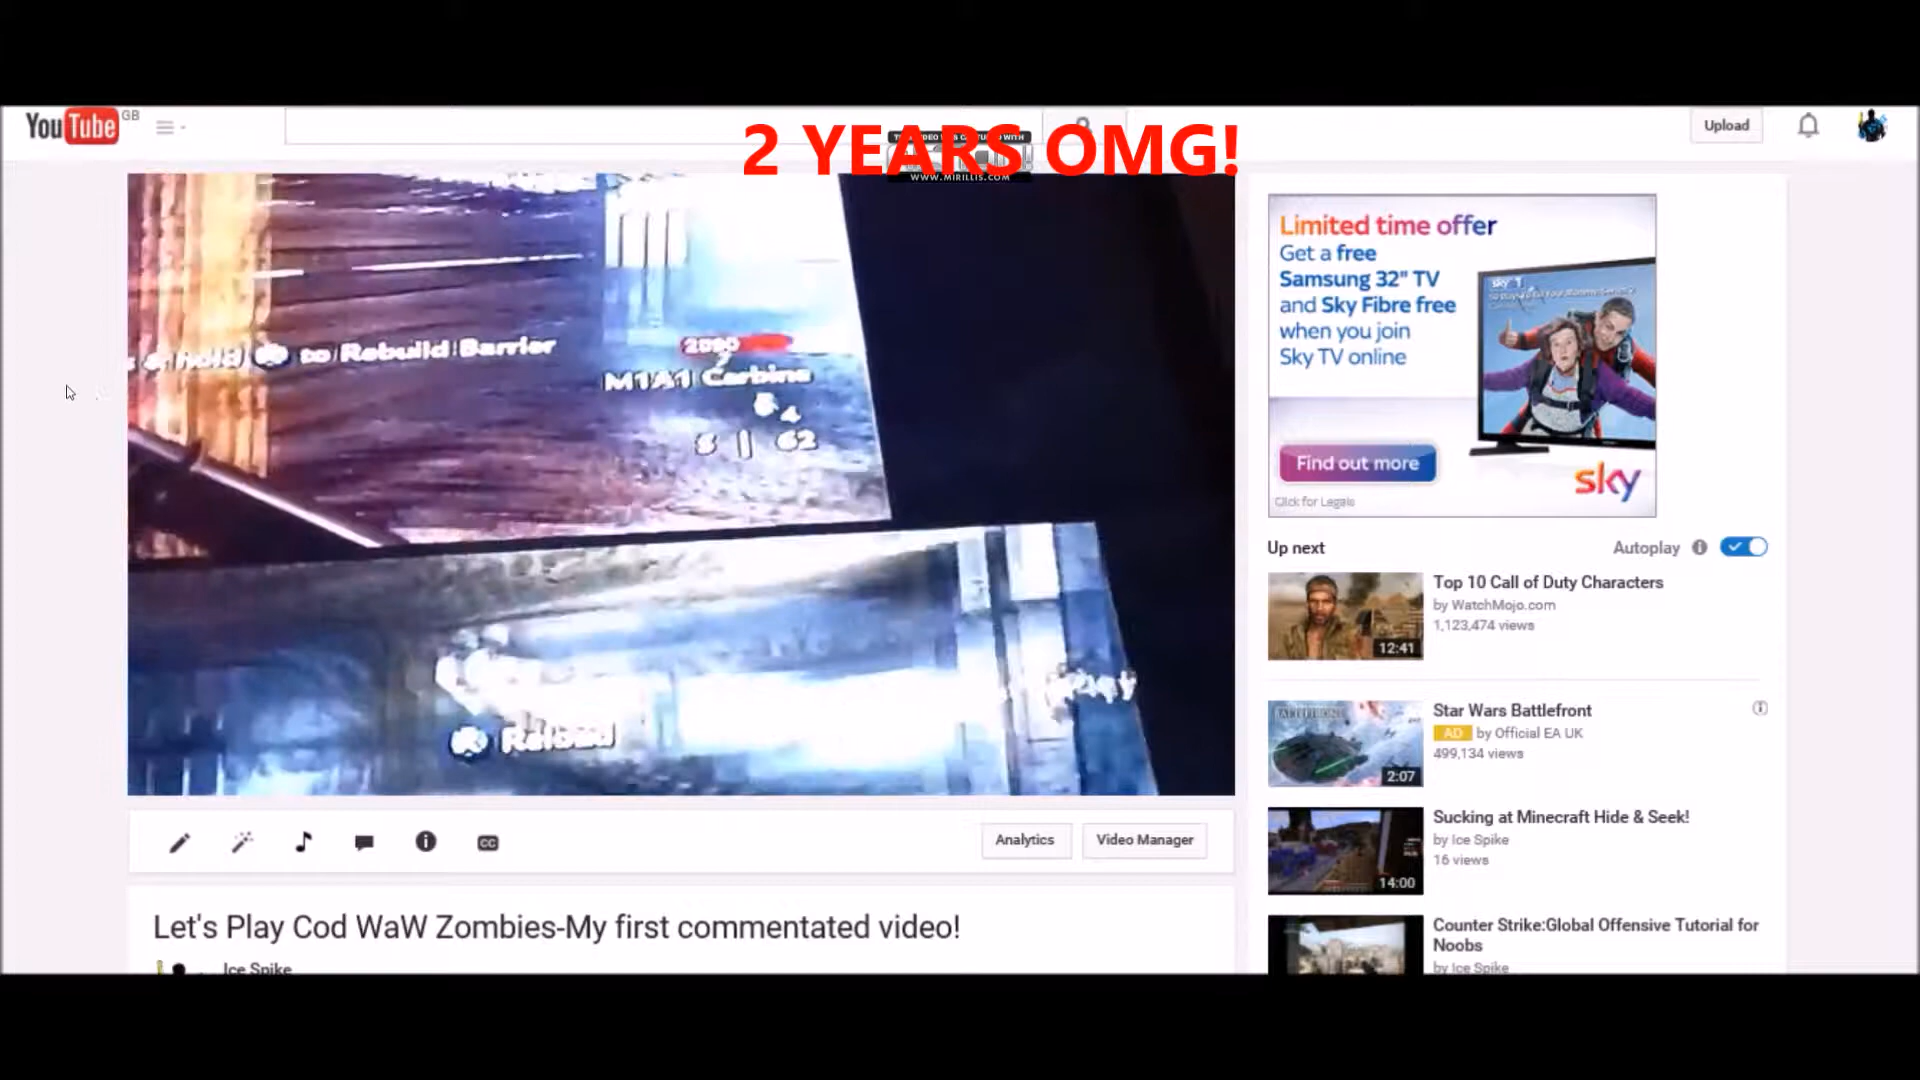 YouTube GB
Upload
2 YEARS OMG!
WWW.MIRILLIS.COM
& hold to Rebuild Barrier
M1A1 Carbine
62
Reload
Limited time offer
Get a free
Samsung 32" TV
and Sky Fibre free
when you join
Sky TV online
Find out more
Click for Legals
sky
Up next
Autoplay
Top 10 Call of Duty Characters
by WatchMojo.com
1,123,474 views
12:41
Star Wars Battlefront
AD by Official EA UK
499,134 views
2:07
Sucking at Minecraft Hide & Seek!
by Ice Spike
16 views
14:00
Counter Strike:Global Offensive Tutorial for
Noobs
by Ice Spike
CC
Analytics
Video Manager
Let's Play Cod WaW Zombies-My first commentated video!
Ice Spike